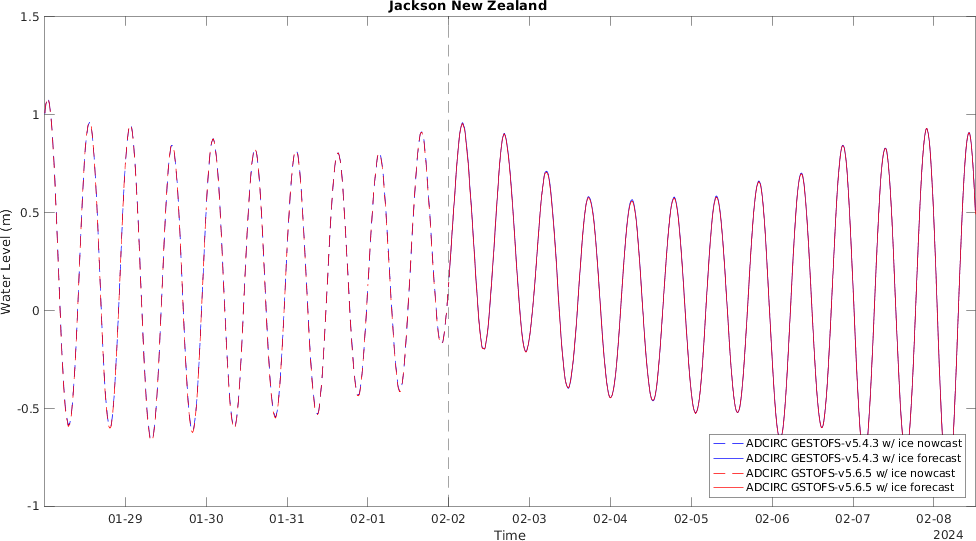 Jackson New Zealand
1.5
1
0.5
0
-0.5
-1
Water Level (m)
ADCIRC GESTOFS-v5.4.3 w/ ice nowcast
ADCIRC GESTOFS-v5.4.3 w/ ice forecast
ADCIRC GSTOFS-v5.6.5 w/ ice nowcast
ADCIRC GSTOFS-v5.6.5 w/ ice forecast
01-29 01-30 01-31 02-01 02-02 02-03 02-04 02-05 02-06 02-07 02-08
Time 2024